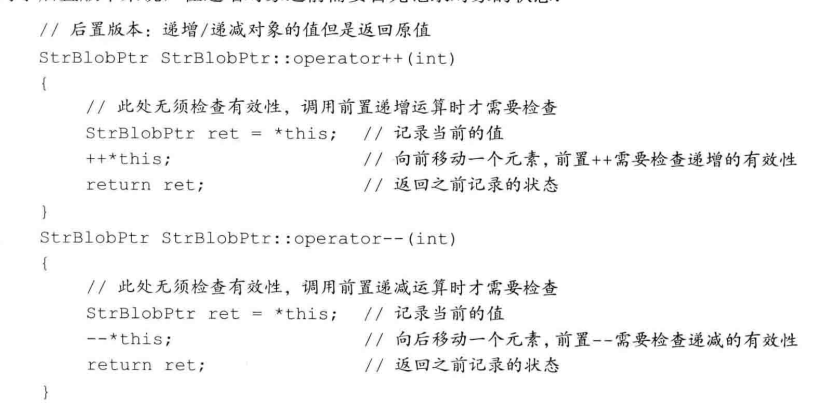 // 后置版本：递增/递减对象的值但是返回原值
StrBlobPtr StrBlobPtr::operator++(int)
{
// 此处无须检查有效性，调用前置递增运算时才需要检查
StrBlobPtr ret = *this; // 记录当前的值
++*this; // 向前移动一个元素，前置++需要检查递增的有效性
return ret; // 返回之前记录的状态
}
StrBlobPtr StrBlobPtr::operator--(int)
{
// 此处无须检查有效性，调用前置递减运算时才需要检查
StrBlobPtr ret = *this; // 记录当前的值
--*this; // 向后移动一个元素，前置--需要检查递减的有效性
return ret; // 返回之前记录的状态
}